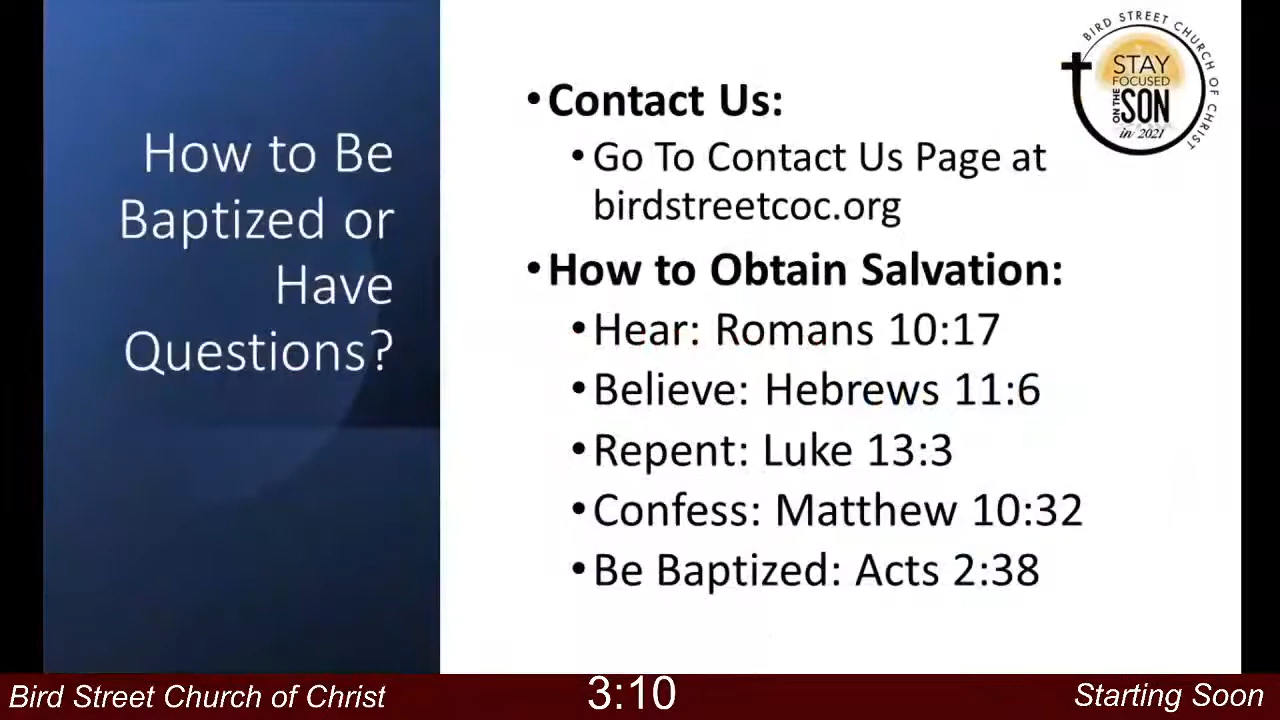 How to Be
Baptized or
Have
Questions?
•Contact Us:
•Go To Contact Us Page at
birdstreetcoc.org
•How to Obtain Salvation:
•Hear: Romans 10:17
•Believe: Hebrews 11:6
•Repent: Luke 13:3
•Confess: Matthew 10:32
•Be Baptized: Acts 2:38
BIRD STREET CHURCH OF CHRIST
STAY
FOCUSED
ON THE
SON
in 2021
Bird Street Church of Christ
3:10
Starting Soon